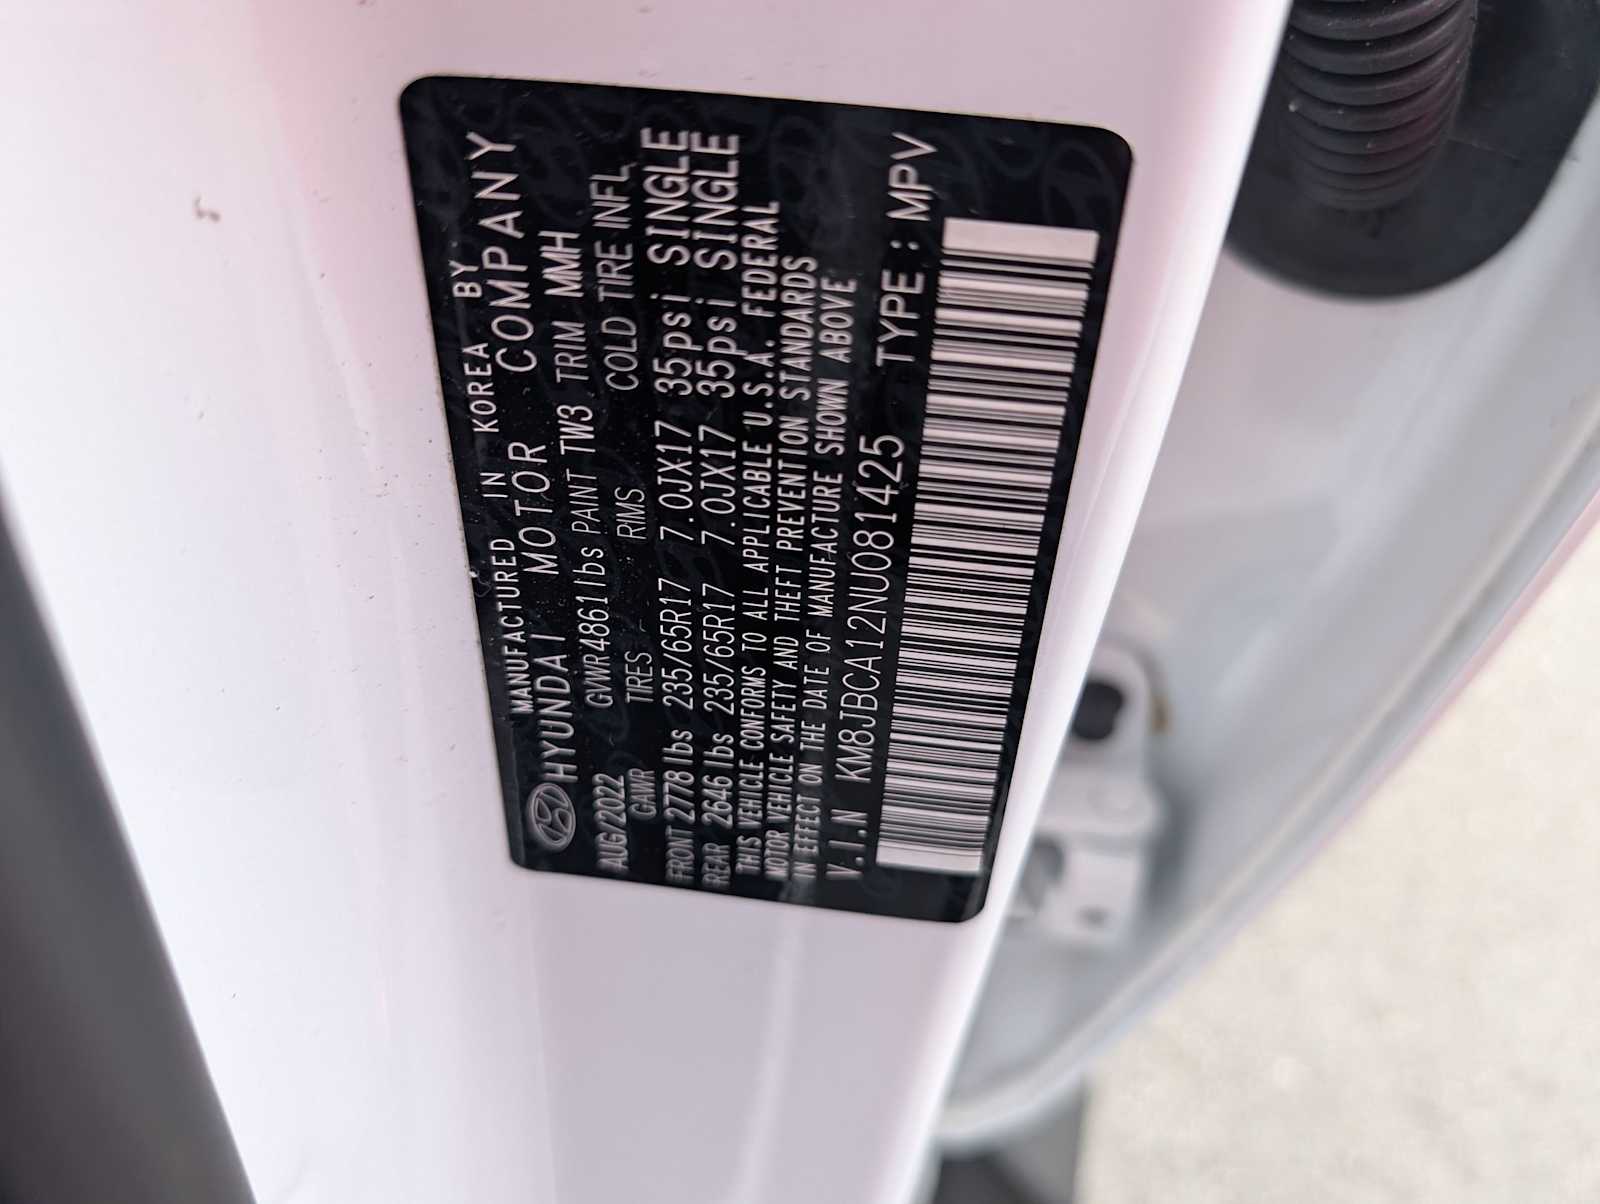 MANUFACTURED IN KOREA BY
HYUNDAI MOTOR COMPANY
AUG/2022 GVWR4861lbs PAINT TW3 TRIM MMH
GAWR TIRES RIMS COLD TIRE INFL
FRONT 2778lbs 235/65R17 7.0JX17 35psi SINGLE
REAR 2646lbs 235/65R17 7.0JX17 35psi SINGLE
THIS VEHICLE CONFORMS TO ALL APPLICABLE U.S.A. FEDERAL
MOTOR VEHICLE SAFETY AND THEFT PREVENTION STANDARDS
IN EFFECT ON THE DATE OF MANUFACTURE SHOWN ABOVE
V.I.N KM8JBCA12NU081425 TYPE : MPV